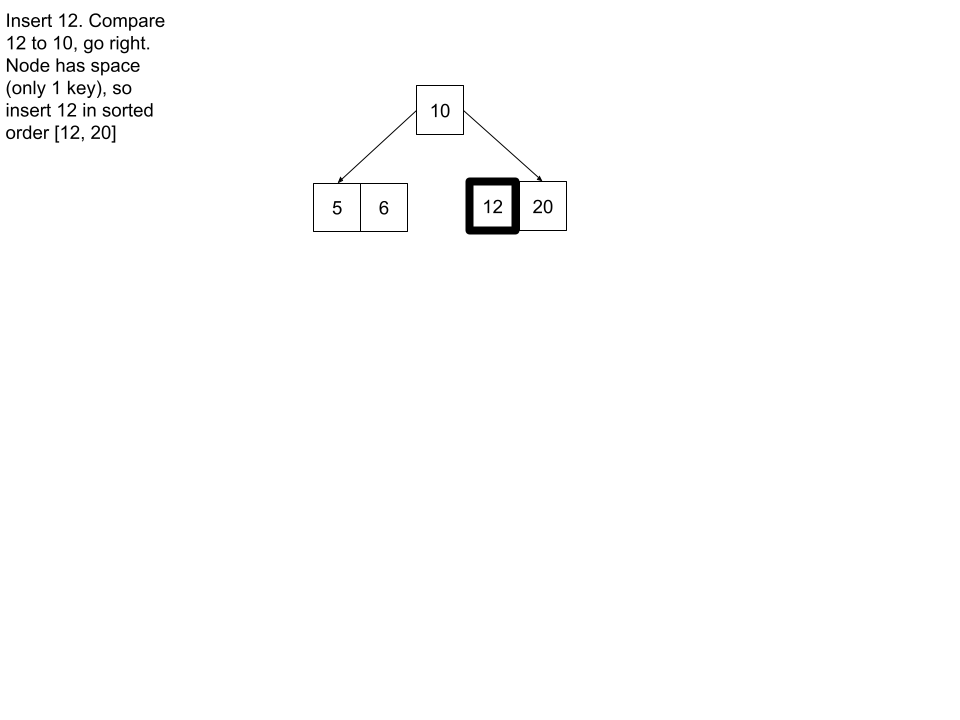 Insert 12. Compare
12 to 10, go right.
Node has space
(only 1 key), so
insert 12 in sorted
order [12, 20]
10
5 6
12 20